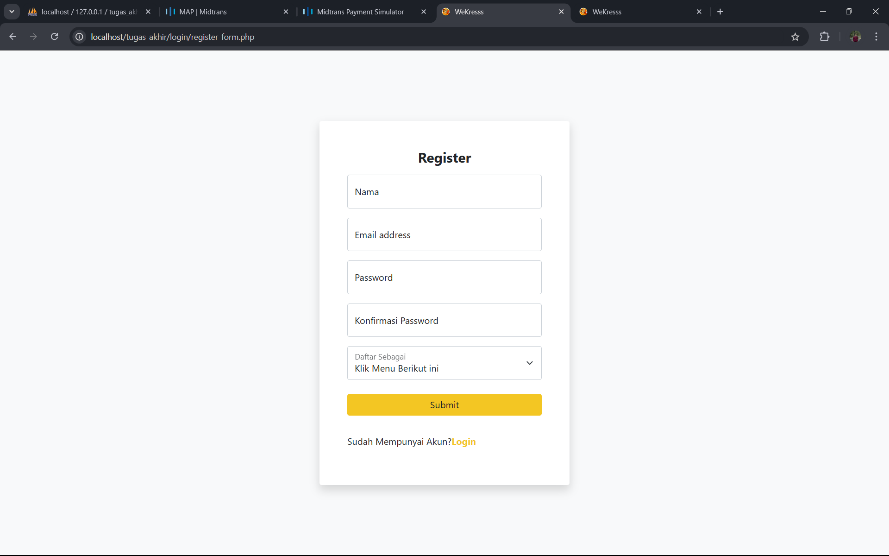 localhost / 127.0.0.1 / tugas ak
MAP | Midtrans
Midtrans Payment Simulator
WeKresss
WeKresss
localhost/tugas-akhir/login/register-form.php
Register
Nama
Email address
Password
Konfirmasi Password
Daftar Sebagai
Klik Menu Berikut ini
Submit
Sudah Mempunyai Akun?Login